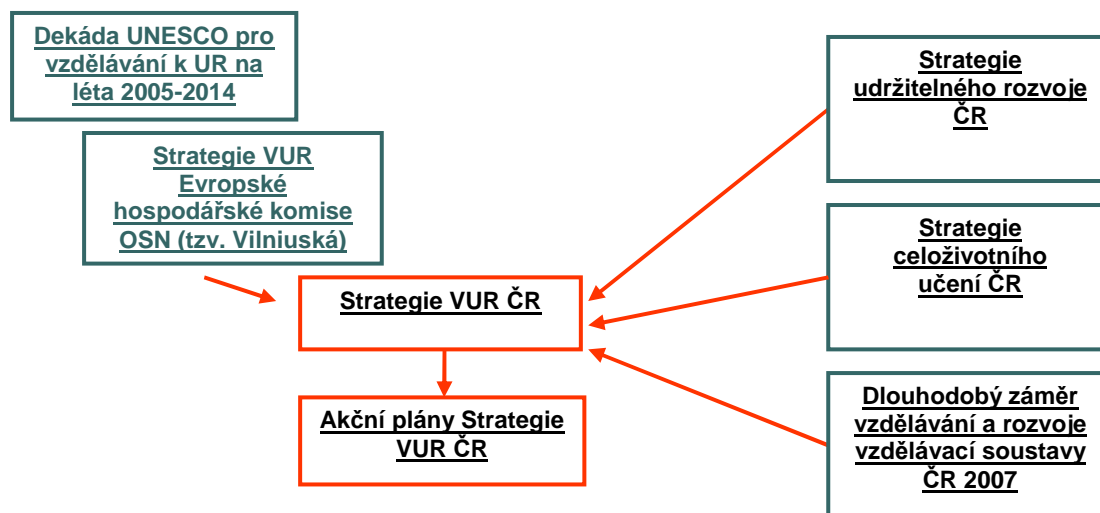 Dekáda UNESCO pro
vzdělávání k UR na
léta 2005-2014
Strategie VUR
Evropské
hospodářské komise
OSN (tzv. Vilniuská)
Strategie VUR ČR
Akční plány Strategie
VUR ČR
Strategie
udržitelného rozvoje
ČR
Strategie
celoživotního
učení ČR
Dlouhodobý záměr
vzdělávání a rozvoje
vzdělávací soustavy
ČR 2007